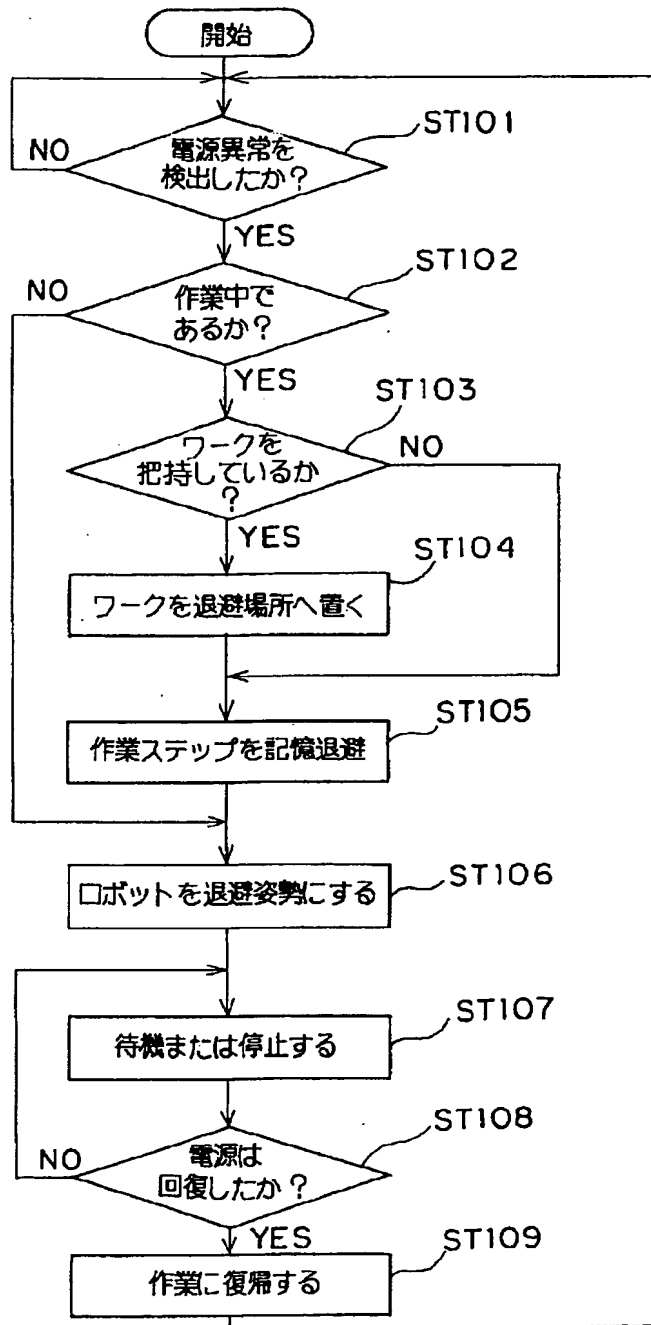 開始
ST101
NO
電源異常を
検出したか？
YES
ST102
NO
作業中で
あるか？
YES
ST103
ワークを
把持しているか
？
NO
YES
ST104
ワークを退避場所へ置く
ST105
作業ステップを記憶退避
ST106
ロボットを退避姿勢にする
ST107
待機または停止する
ST108
電源は
回復したか？
NO
YES
ST109
作業に復帰する